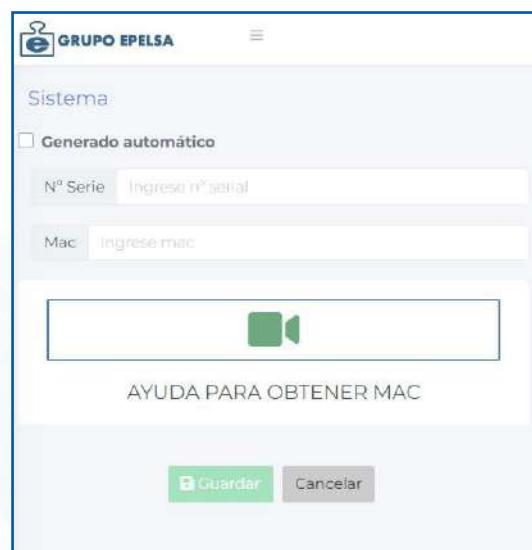 e GRUPO EPELSA
Sistema
Generado automático
Nº Serie Ingrese nº serial
Mac Ingrese mac
AYUDA PARA OBTENER MAC
Guardar Cancelar